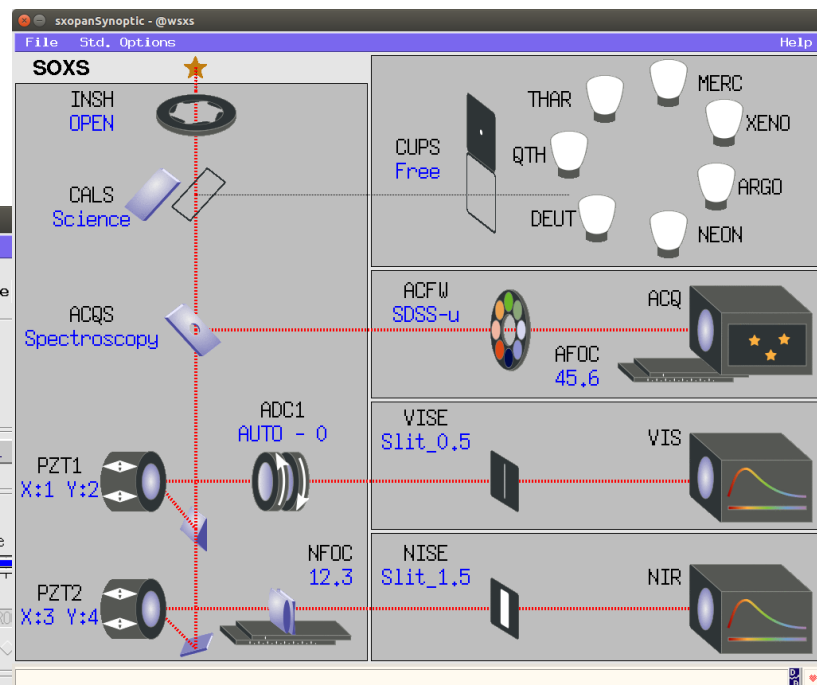 sxopanSynoptic - @wsxs
File Std. Options Help
SOXS
INSH
OPEN
CALS
Science
ACQS
Spectroscopy
ADC1
AUTO - 0
PZT1
X:1 Y:2
NFOC
12.3
PZT2
X:3 Y:4
CUPS
Free
THAR
MERC
XENO
QTH
ARGO
DEUT
NEON
ACFW
SDSS-u
ACQ
AFOC
45.6
VISE
Slit_0.5
VIS
NISE
Slit_1.5
NIR